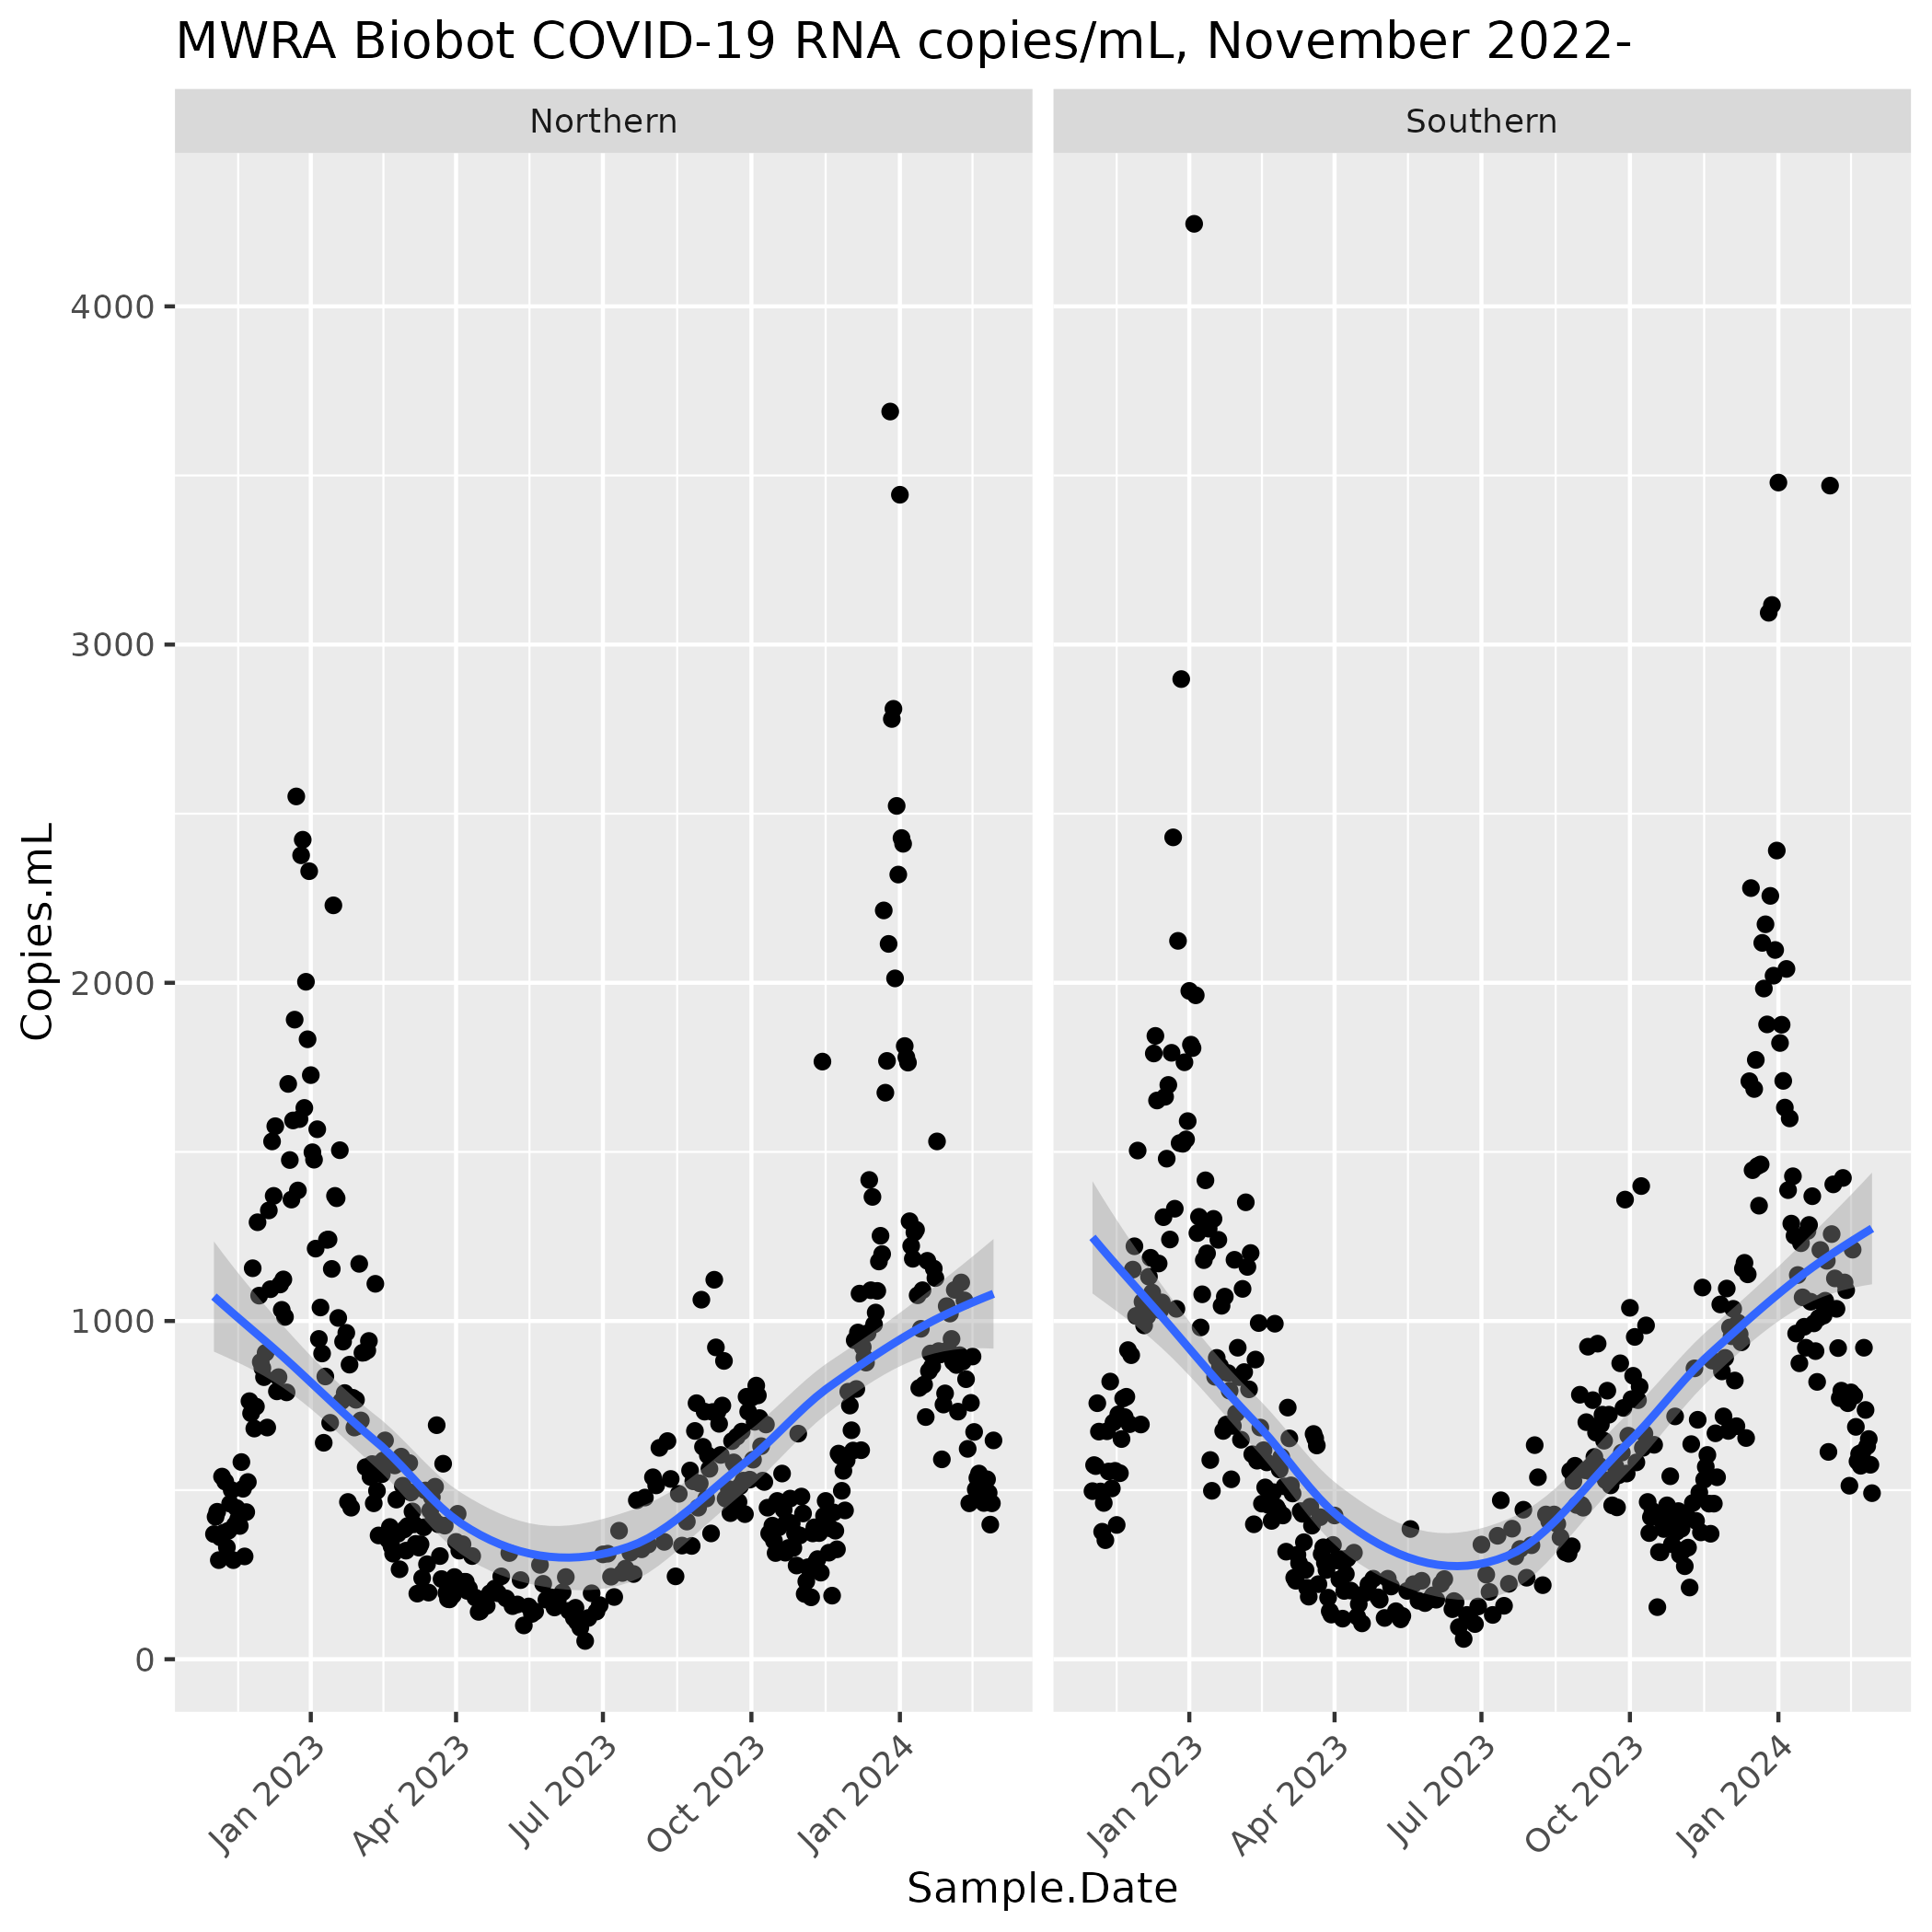 MWRA Biobot COVID-19 RNA copies/mL, November 2022-
Northern
Southern
Copies.mL
4000
3000
2000
1000
0
Jan 2023
Apr 2023
Jul 2023
Oct 2023
Jan 2024
Jan 2023
Apr 2023
Jul 2023
Oct 2023
Jan 2024
Sample.Date